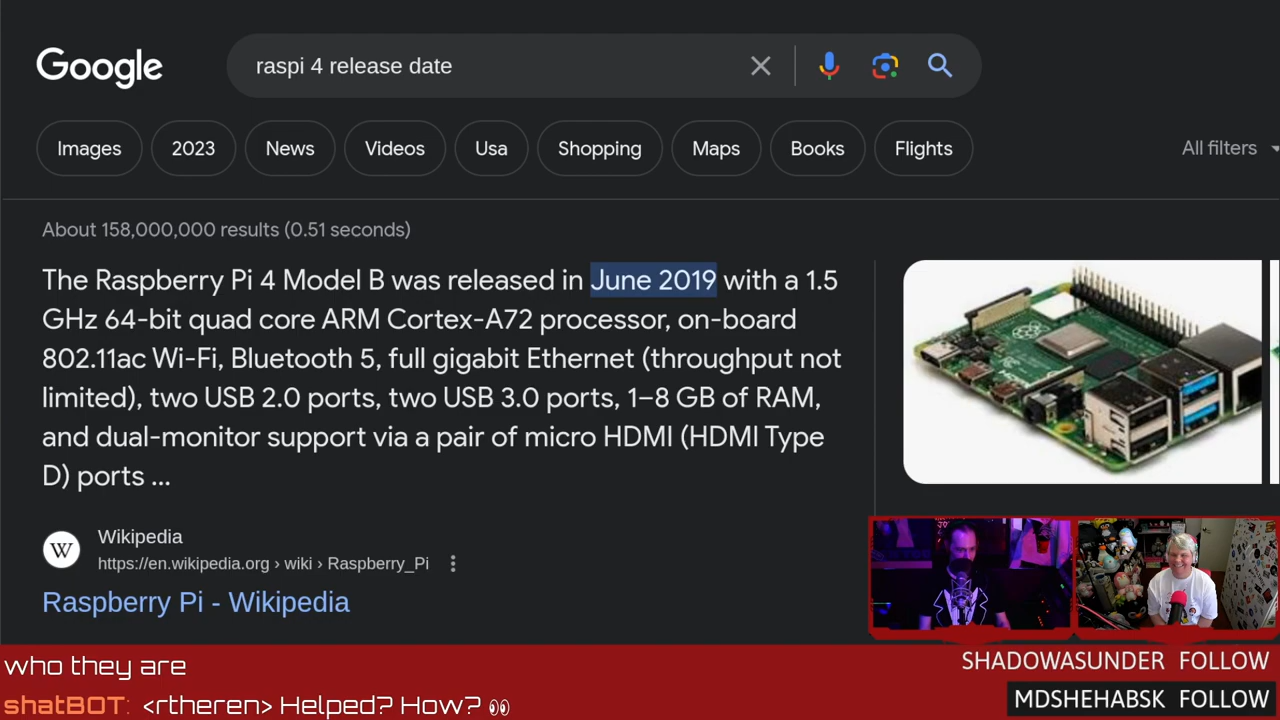 Google
raspi 4 release date
Images
2023
News
Videos
Usa
Shopping
Maps
Books
Flights
All filters
About 158,000,000 results (0.51 seconds)
The Raspberry Pi 4 Model B was released in June 2019 with a 1.5
GHz 64-bit quad core ARM Cortex-A72 processor, on-board
802.11ac Wi-Fi, Bluetooth 5, full gigabit Ethernet (throughput not
limited), two USB 2.0 ports, two USB 3.0 ports, 1–8 GB of RAM,
and dual-monitor support via a pair of micro HDMI (HDMI Type
D) ports ...
W
Wikipedia
https://en.wikipedia.org › wiki › Raspberry_Pi
Raspberry Pi - Wikipedia
who they are
shatBOT: <rtheren> Helped? How? 👀
SHADOWASUNDER FOLLOW
MDSHEHABSK FOLLOW